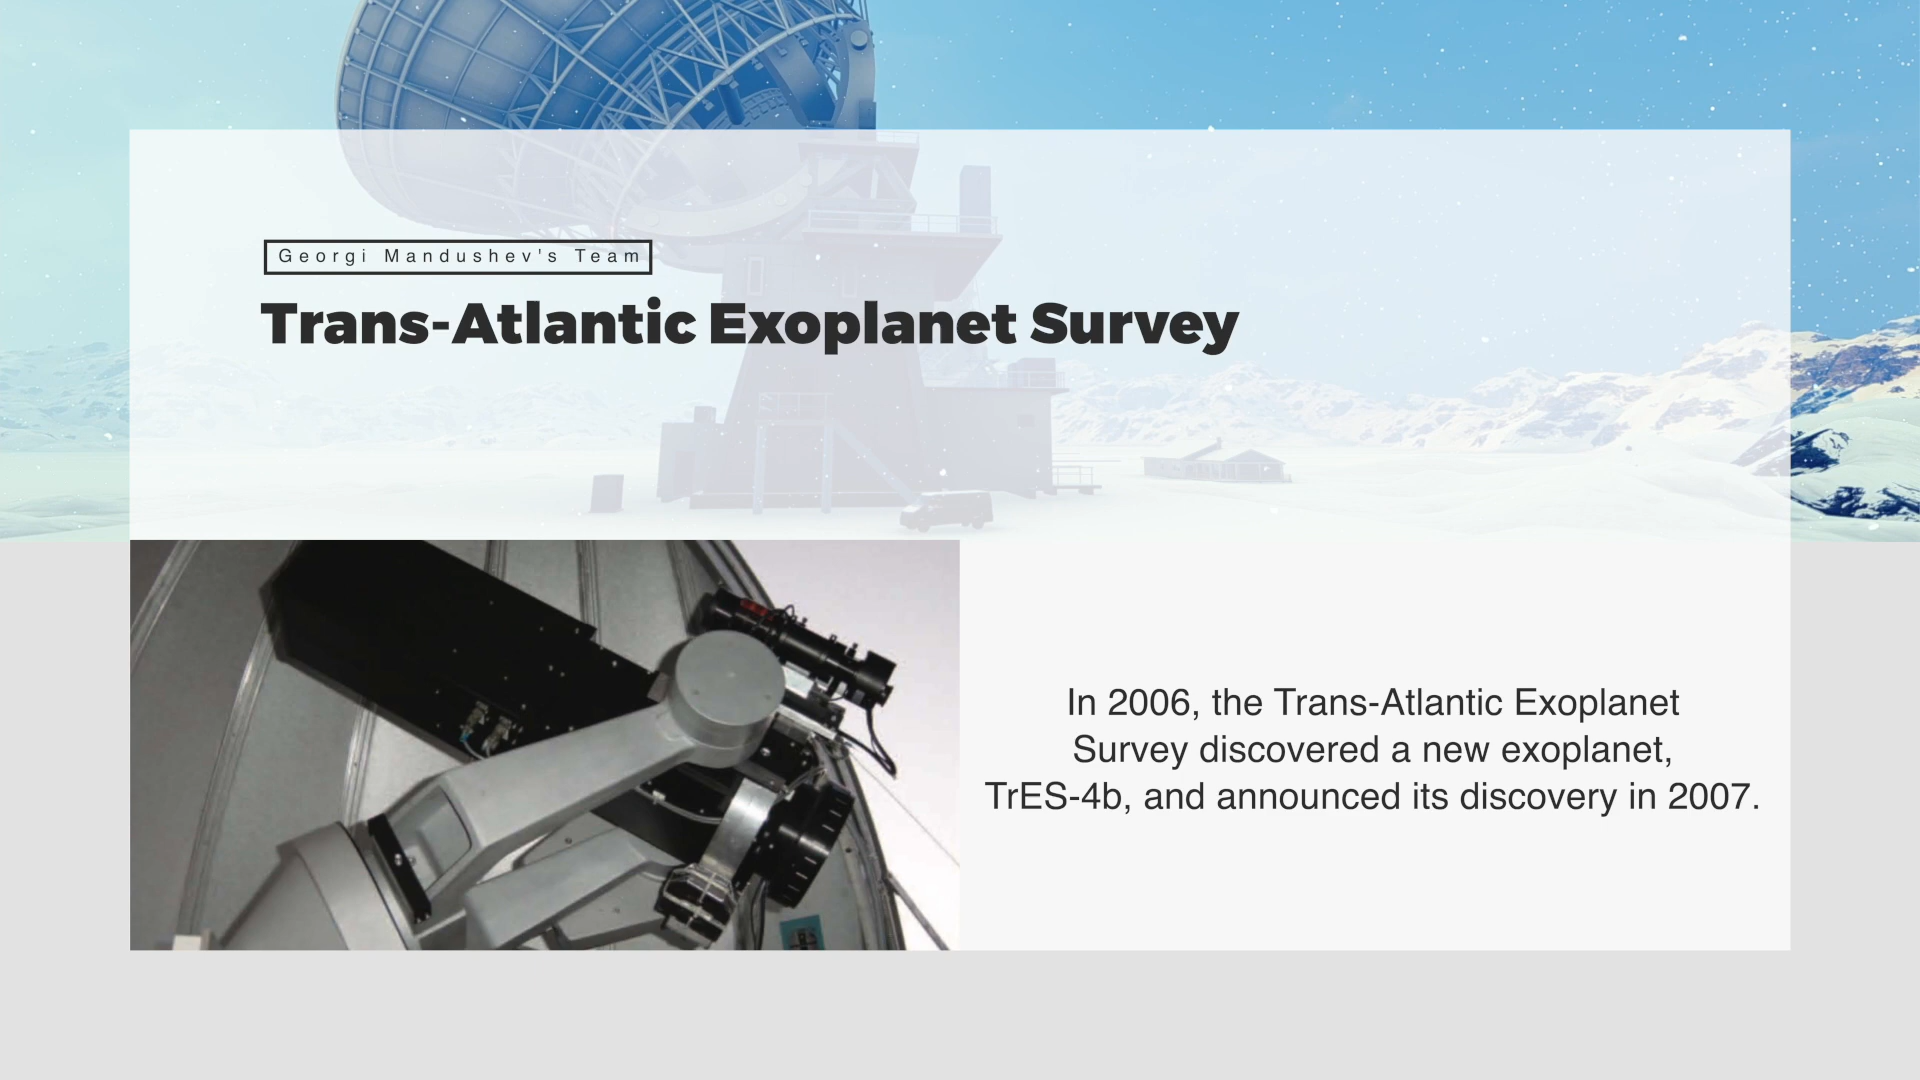 Georgi Mandushev's Team
Trans-Atlantic Exoplanet Survey
In 2006, the Trans-Atlantic Exoplanet
Survey discovered a new exoplanet,
TrES-4b, and announced its discovery in 2007.